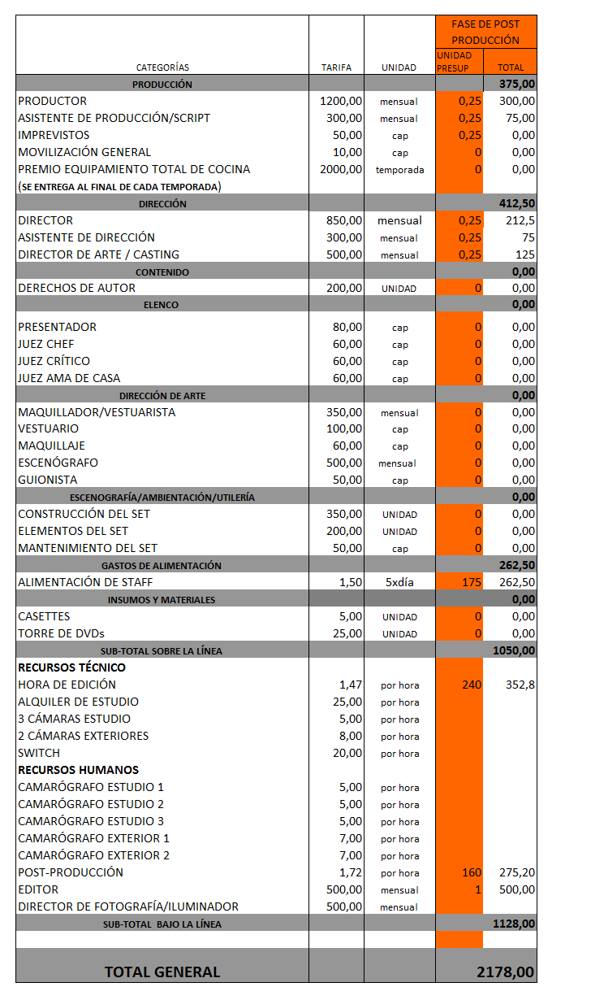 FASE DE POST
PRODUCCIÓN
CATEGORÍAS TARIFA UNIDAD UNIDAD PRESUP TOTAL
PRODUCCIÓN 375,00
PRODUCTOR 1200,00 mensual 0,25 300,00
ASISTENTE DE PRODUCCIÓN/SCRIPT 300,00 mensual 0,25 75,00
IMPREVISTOS 50,00 cap 0,25 0,00
MOVILIZACIÓN GENERAL 10,00 cap 0 0,00
PREMIO EQUIPAMIENTO TOTAL DE COCINA 2000,00 temporada 0 0,00
(SE ENTREGA AL FINAL DE CADA TEMPORADA)
DIRECCIÓN 412,50
DIRECTOR 850,00 mensual 0,25 212,5
ASISTENTE DE DIRECCIÓN 300,00 mensual 0,25 75
DIRECTOR DE ARTE / CASTING 500,00 mensual 0,25 125
CONTENIDO 0,00
DERECHOS DE AUTOR 200,00 UNIDAD 0 0,00
ELENCO 0,00
PRESENTADOR 80,00 cap 0 0,00
JUEZ CHEF 60,00 cap 0 0,00
JUEZ CRÍTICO 60,00 cap 0 0,00
JUEZ AMA DE CASA 60,00 cap 0 0,00
DIRECCIÓN DE ARTE 0,00
MAQUILLADOR/VESTUARISTA 350,00 mensual 0 0,00
VESTUARIO 100,00 cap 0 0,00
MAQUILLAJE 60,00 cap 0 0,00
ESCENÓGRAFO 500,00 mensual 0 0,00
GUIONISTA 50,00 cap 0 0,00
ESCENOGRAFÍA/AMBIENTACIÓN/UTILERÍA 0,00
CONSTRUCCIÓN DEL SET 350,00 UNIDAD 0 0,00
ELEMENTOS DEL SET 200,00 UNIDAD 0 0,00
MANTENIMIENTO DEL SET 50,00 cap 0 0,00
GASTOS DE ALIMENTACIÓN 262,50
ALIMENTACIÓN DE STAFF 1,50 5xdía 175 262,50
INSUMOS Y MATERIALES 0,00
CASETTES 5,00 UNIDAD 0 0,00
TORRE DE DVDs 25,00 UNIDAD 0 0,00
SUB-TOTAL SOBRE LA LÍNEA 1050,00
RECURSOS TÉCNICO
HORA DE EDICIÓN 1,47 por hora 240 352,8
ALQUILER DE ESTUDIO 25,00 por hora
3 CÁMARAS ESTUDIO 5,00 por hora
2 CÁMARAS EXTERIORES 8,00 por hora
SWITCH 20,00 por hora
RECURSOS HUMANOS
CAMARÓGRAFO ESTUDIO 1 5,00 por hora
CAMARÓGRAFO ESTUDIO 2 5,00 por hora
CAMARÓGRAFO ESTUDIO 3 5,00 por hora
CAMARÓGRAFO EXTERIOR 1 7,00 por hora
CAMARÓGRAFO EXTERIOR 2 7,00 por hora
POST-PRODUCCIÓN 1,72 por hora 160 275,20
EDITOR 500,00 mensual 1 500,00
DIRECTOR DE FOTOGRAFÍA/ILUMINADOR 500,00 mensual
SUB-TOTAL BAJO LA LÍNEA 1128,00
TOTAL GENERAL 2178,00